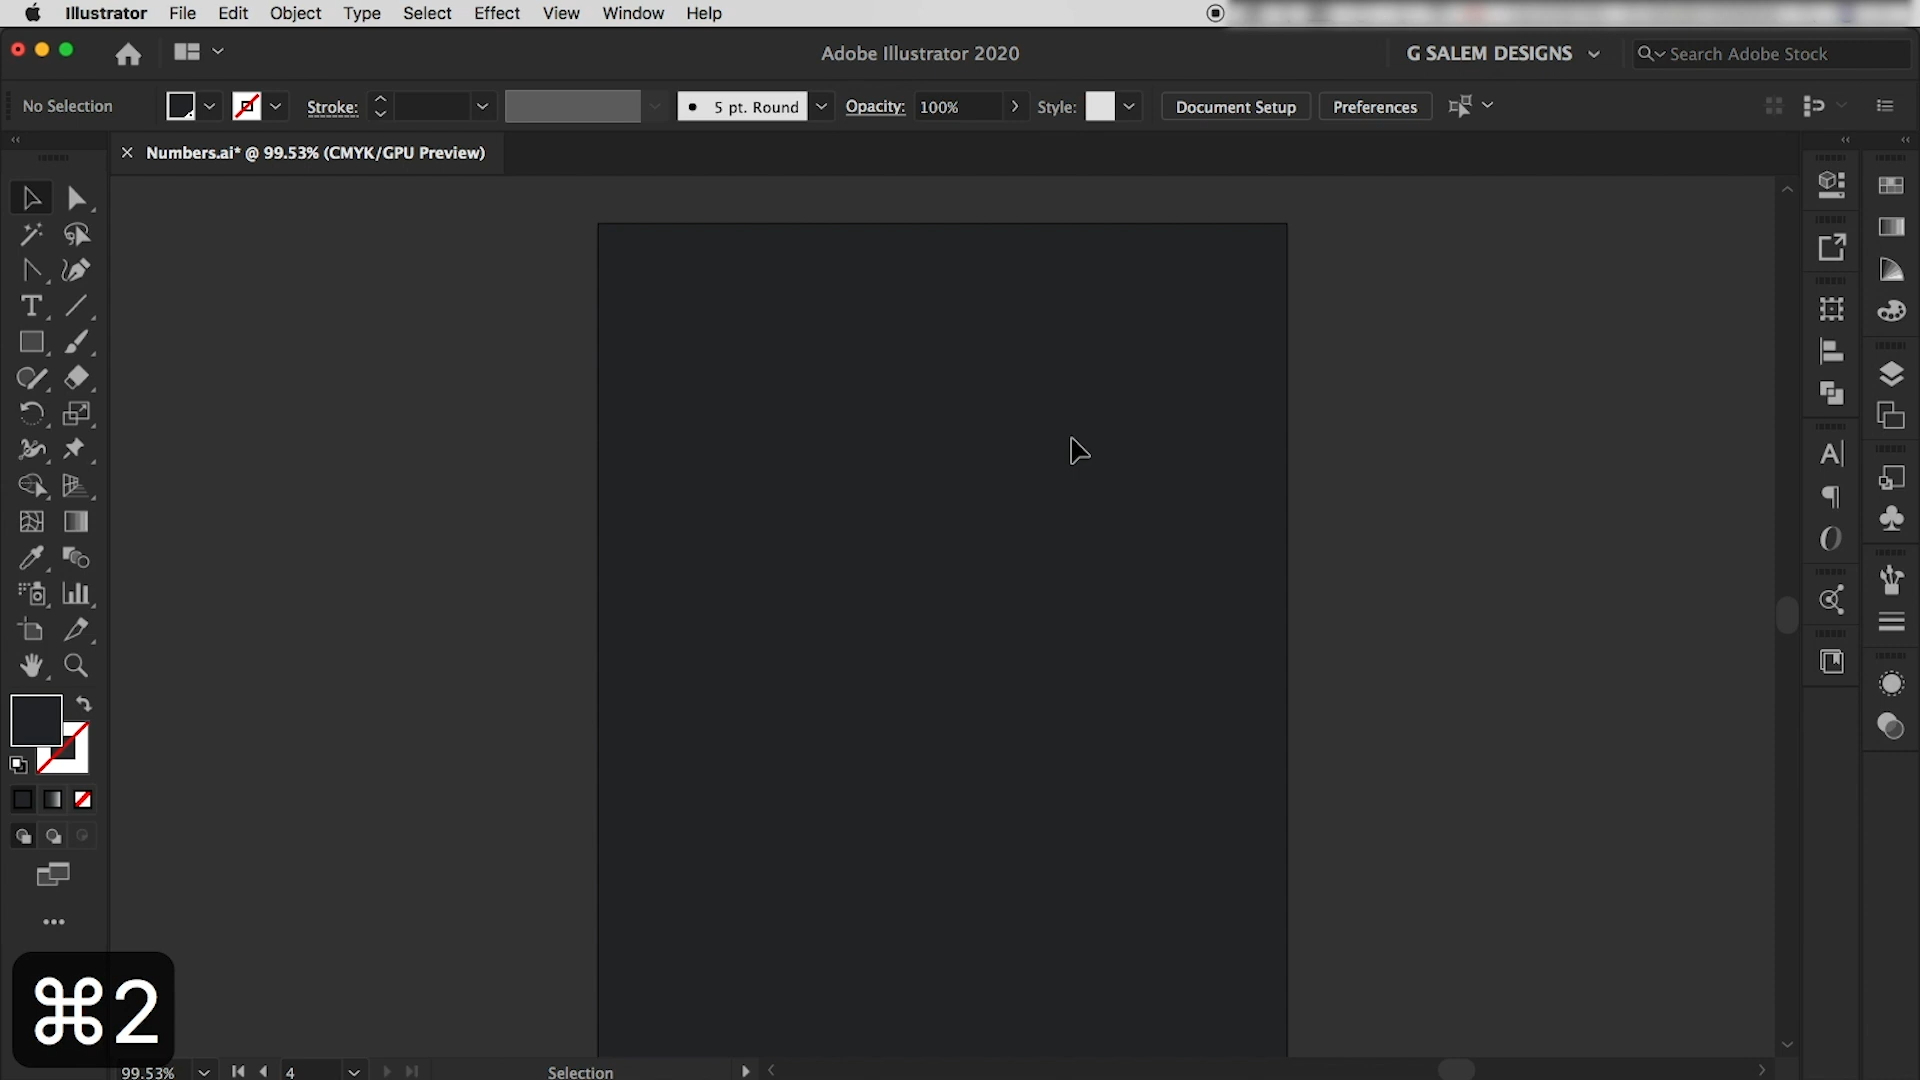 Illustrator File Edit Object Type Select Effect View Window Help
Adobe Illustrator 2020
G SALEM DESIGNS
Search Adobe Stock
No Selection
Stroke:
5 pt. Round
Opacity: 100%
Style:
Document Setup
Preferences
Numbers.ai* @ 99.53% (CMYK/GPU Preview)
⌘2
99.53%
4
Selection